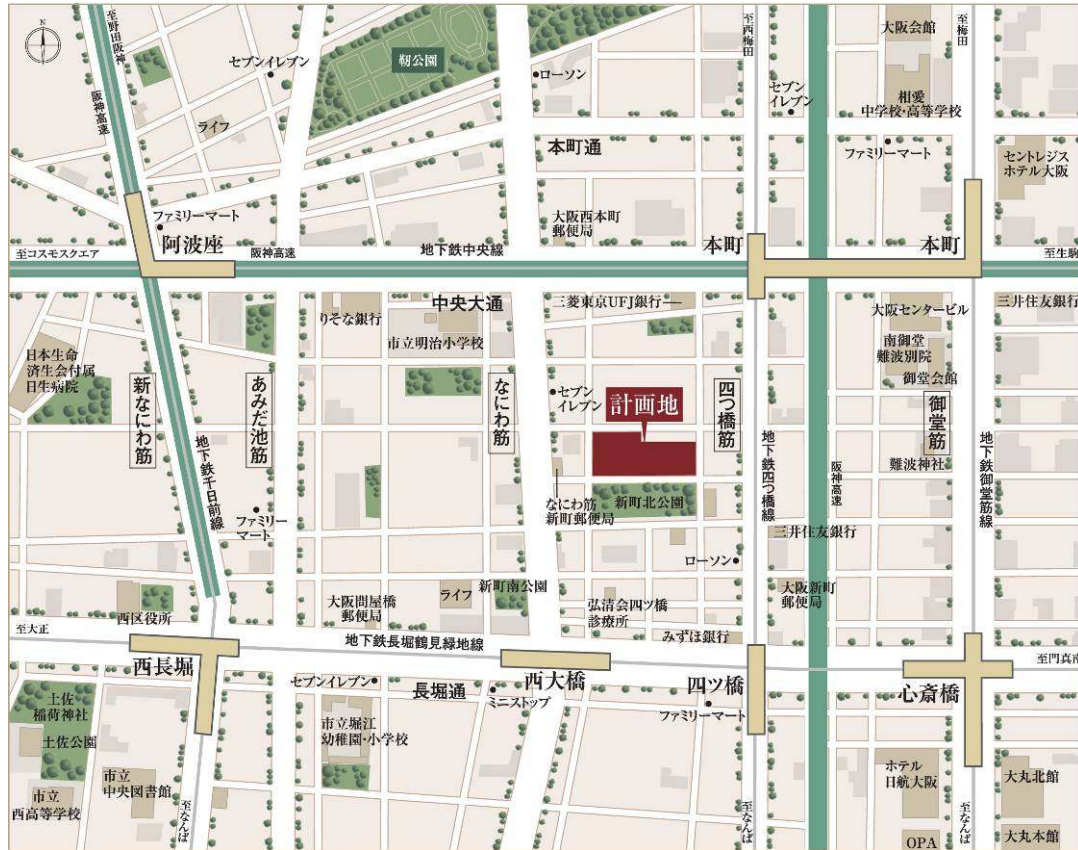 N
至野田阪神
阪神高速
セブンイレブン
ライフ
靭公園
ローソン
至西梅田
セブン
イレブン
大阪会館
至梅田
相愛
中学校・高等学校
本町通
ファミリーマート
セントレジス
ホテル大阪
ファミリーマート
阿波座
大阪西本町
郵便局
本町
本町
至コスモスクエア
阪神高速
地下鉄中央線
至生駒
中央大通
りそな銀行
市立明治小学校
三菱東京UFJ銀行
大阪センタービル
三井住友銀行
南御堂
難波別院
御堂会館
日本生命
済生会付属
日生病院
新なにわ筋
あみだ池筋
なにわ筋
セブン
イレブン
計画地
四つ橋筋
御堂筋
地下鉄千日前線
地下鉄四つ橋線
阪神高速
難波神社
地下鉄御堂筋線
ファミリー
マート
なにわ筋
新町郵便局
新町北公園
三井住友銀行
ローソン
西区役所
大阪問屋橋
郵便局
ライフ
新町南公園
弘清会四ツ橋
診療所
大阪新町
郵便局
みずほ銀行
至大正
地下鉄長堀鶴見緑地線
至門真南
西長堀
西大橋
四ツ橋
心斎橋
セブンイレブン
長堀通
ミニストップ
ファミリーマート
土佐
稲荷神社
土佐公園
市立堀江
幼稚園・小学校
市立
中央図書館
市立
西高等学校
至なんば
至なんば
ホテル
日航大阪
OPA
至なんば
大丸北館
大丸本館